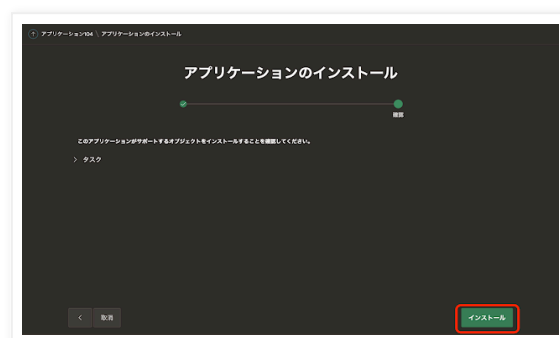 アプリケーション104 \ アプリケーションのインストール
アプリケーションのインストール
確認
このアプリケーションがサポートするオブジェクトをインストールすることを確認してください。
> タスク
< 取消
インストール